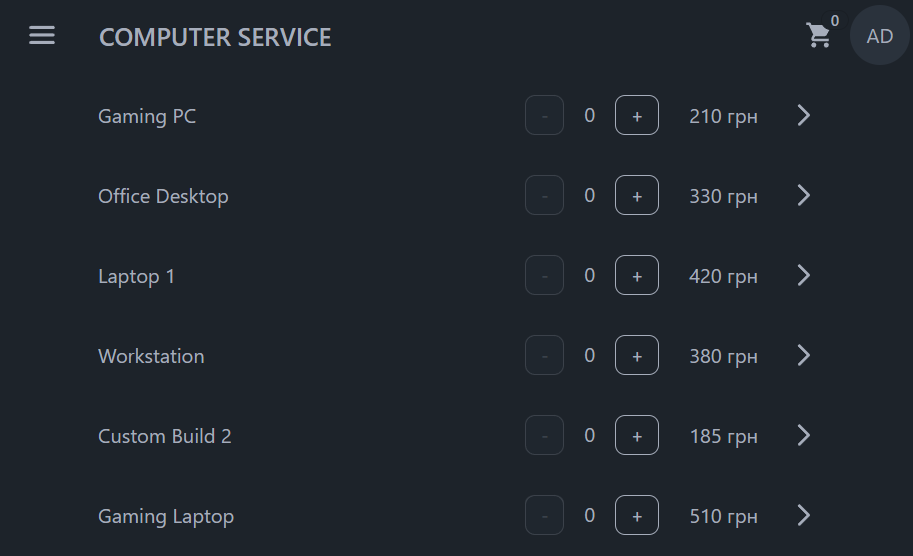 COMPUTER SERVICE 0 AD
Gaming PC - 0 + 210 грн
Office Desktop - 0 + 330 грн
Laptop 1 - 0 + 420 грн
Workstation - 0 + 380 грн
Custom Build 2 - 0 + 185 грн
Gaming Laptop - 0 + 510 грн